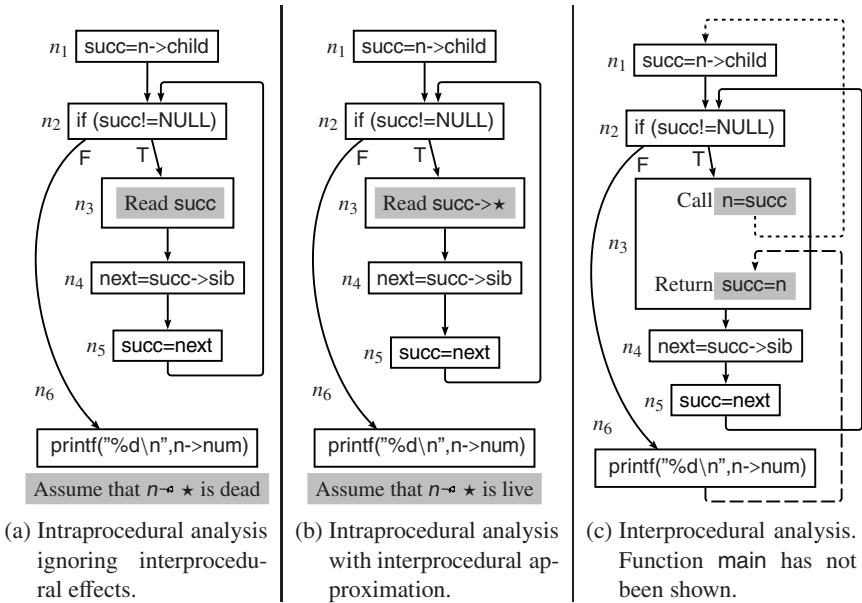 n1 succ=n->child
n2 if (succ!=NULL)
F T
n3 Read succ
n4 next=succ->sib
n5 succ=next
n6
printf("%d\n",n->num)
Assume that n→ ⋆ is dead
(a) Intraprocedural analysis
ignoring interprocedu-
ral effects.
n1 succ=n->child
n2 if (succ!=NULL)
F T
n3 Read succ->⋆
n4 next=succ->sib
n5 succ=next
n6
printf("%d\n",n->num)
Assume that n→ ⋆ is live
(b) Intraprocedural analysis
with interprocedural ap-
proximation.
n1 succ=n->child
n2 if (succ!=NULL)
F T
Call n=succ
n3
Return succ=n
n4 next=succ->sib
n5 succ=next
n6
printf("%d\n",n->num)
(c) Interprocedural analysis.
Function main has not
been shown.